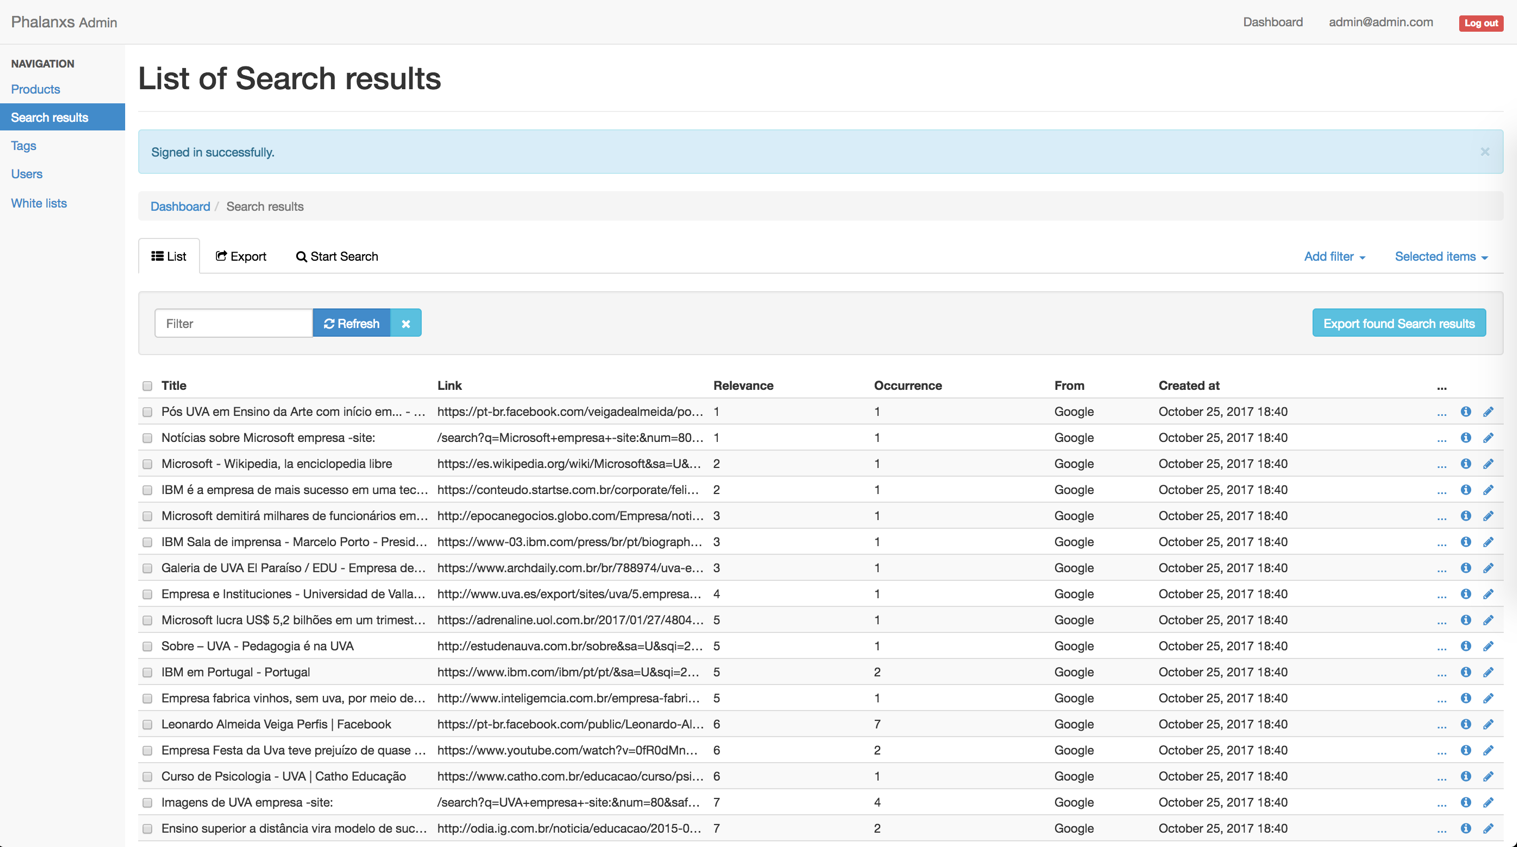 Phalanxs Admin
Dashboard admin@admin.com Log out
NAVIGATION
Products
Search results
Tags
Users
White lists
List of Search results
Signed in successfully. ×
Dashboard / Search results
List Export Start Search Add filter Selected items
Filter Refresh × Export found Search results
Title Link Relevance Occurrence From Created at ...
Pós UVA em Ensino da Arte com início em... - ... https://pt-br.facebook.com/veigadealmeida/po... 1 1 Google October 25, 2017 18:40 ...
Notícias sobre Microsoft empresa -site: /search?q=Microsoft+empresa+-site:&num=80... 1 1 Google October 25, 2017 18:40 ...
Microsoft - Wikipedia, la enciclopedia libre https://es.wikipedia.org/wiki/Microsoft&sa=U&... 2 1 Google October 25, 2017 18:40 ...
IBM é a empresa de mais sucesso em uma tec... https://conteudo.startse.com.br/corporate/feli... 2 1 Google October 25, 2017 18:40 ...
Microsoft demitirá milhares de funcionários em... http://epocanegocios.globo.com/Empresa/noti... 3 1 Google October 25, 2017 18:40 ...
IBM Sala de imprensa - Marcelo Porto - Presid... https://www-03.ibm.com/press/br/pt/biograph... 3 1 Google October 25, 2017 18:40 ...
Galeria de UVA El Paraíso / EDU - Empresa de... https://www.archdaily.com.br/br/788974/uva-e... 3 1 Google October 25, 2017 18:40 ...
Empresa e Instituciones - Universidad de Valla... http://www.uva.es/export/sites/uva/5.empresa... 4 1 Google October 25, 2017 18:40 ...
Microsoft lucra US$ 5,2 bilhões em um trimest... https://adrenaline.uol.com.br/2017/01/27/4804... 5 1 Google October 25, 2017 18:40 ...
Sobre – UVA - Pedagogia é na UVA http://estudenauva.com.br/sobre&sa=U&sqi=2... 5 1 Google October 25, 2017 18:40 ...
IBM em Portugal - Portugal https://www.ibm.com/ibm/pt/pt/&sa=U&sqi=2... 5 2 Google October 25, 2017 18:40 ...
Empresa fabrica vinhos, sem uva, por meio de... http://www.inteligemcia.com.br/empresa-fabri... 5 1 Google October 25, 2017 18:40 ...
Leonardo Almeida Veiga Perfis | Facebook https://pt-br.facebook.com/public/Leonardo-Al... 6 7 Google October 25, 2017 18:40 ...
Empresa Festa da Uva teve prejuízo de quase ... https://www.youtube.com/watch?v=0fR0dMn... 6 2 Google October 25, 2017 18:40 ...
Curso de Psicologia - UVA | Catho Educação https://www.catho.com.br/educacao/curso/psi... 6 1 Google October 25, 2017 18:40 ...
Imagens de UVA empresa -site: /search?q=UVA+empresa+-site:&num=80&saf... 7 4 Google October 25, 2017 18:40 ...
Ensino superior a distância vira modelo de suc... http://odia.ig.com.br/noticia/educacao/2015-0... 7 2 Google October 25, 2017 18:40 ...